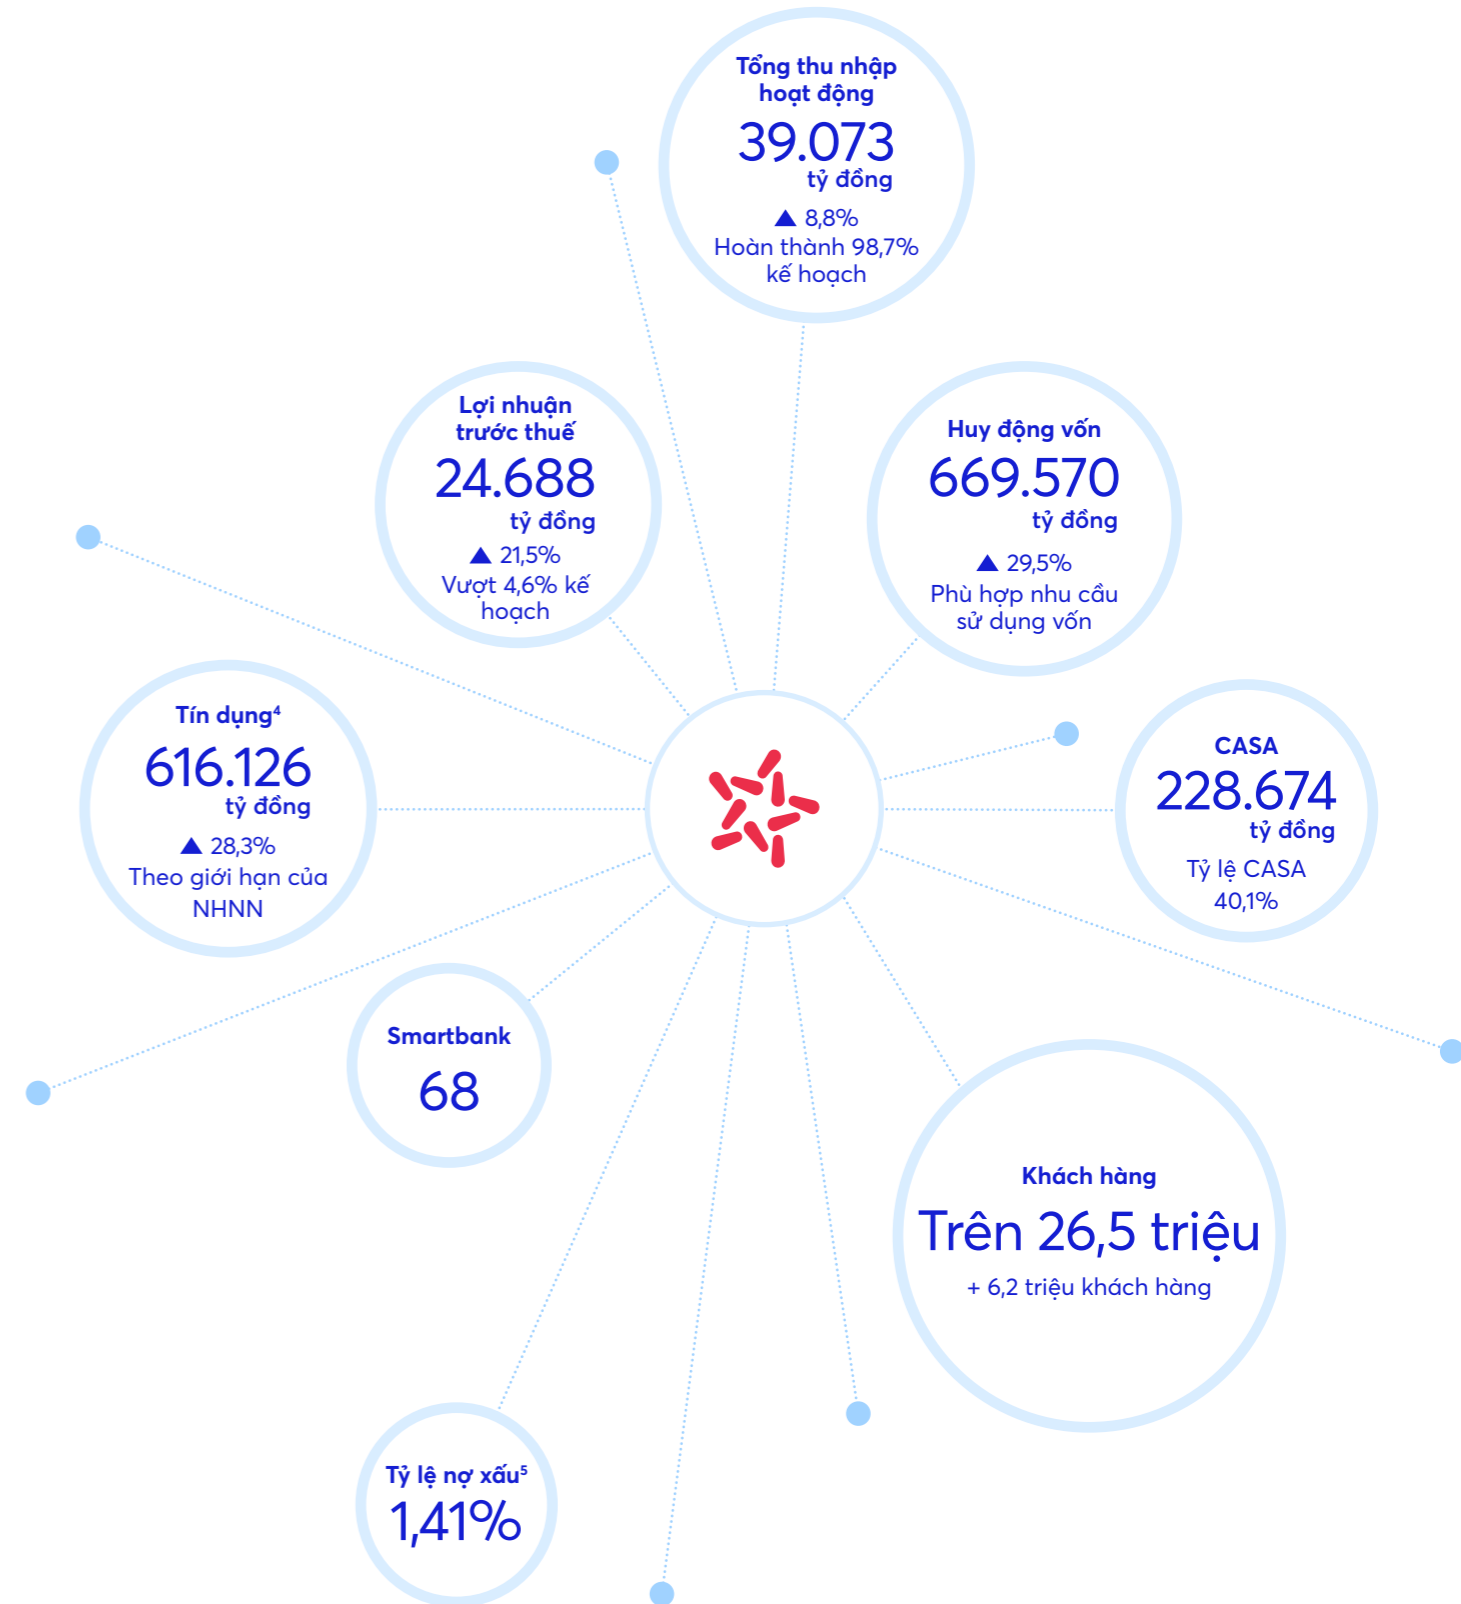 Tổng thu nhập
hoạt động
39.073
tỷ đồng
▲ 8,8%
Hoàn thành 98,7%
kế hoạch
Lợi nhuận
trước thuế
24.688
tỷ đồng
▲ 21,5%
Vượt 4,6% kế
hoạch
Huy động vốn
669.570
tỷ đồng
▲ 29,5%
Phù hợp nhu cầu
sử dụng vốn
Tín dụng⁴
616.126
tỷ đồng
▲ 28,3%
Theo giới hạn của
NHNN
CASA
228.674
tỷ đồng
Tỷ lệ CASA
40,1%
Smartbank
68
Khách hàng
Trên 26,5 triệu
+ 6,2 triệu khách hàng
Tỷ lệ nợ xấu⁵
1,41%